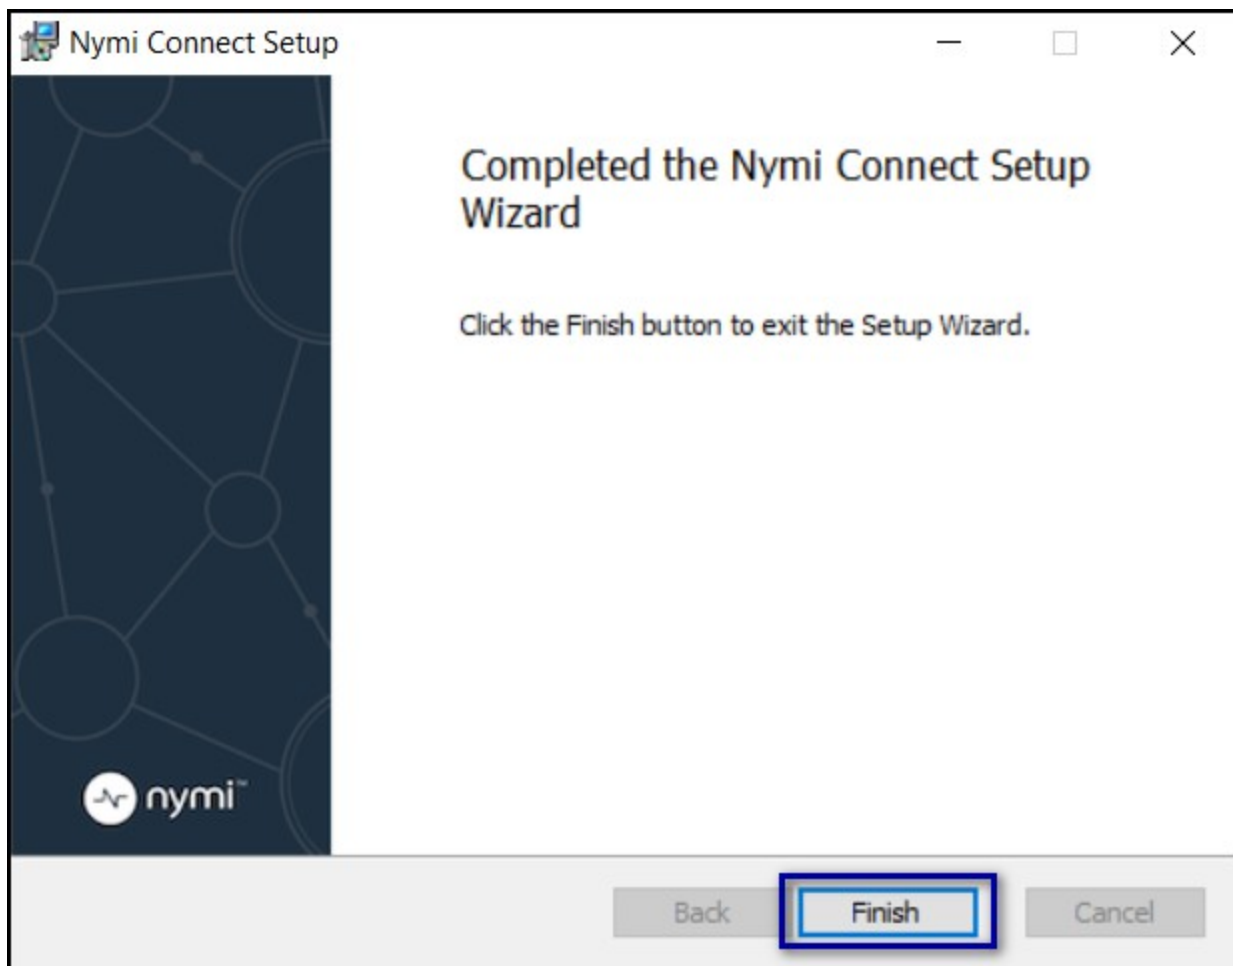 Nymi Connect Setup
Completed the Nymi Connect Setup
Wizard
Click the Finish button to exit the Setup Wizard.
nymi™
Back
Finish
Cancel